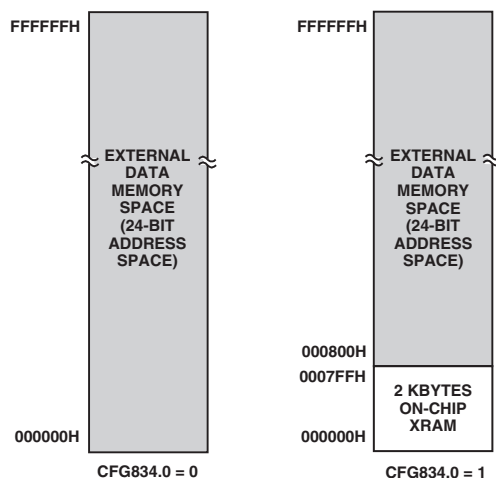 FFFFFFH
EXTERNAL
DATA
MEMORY
SPACE
(24-BIT
ADDRESS
SPACE)
000000H
CFG834.0 = 0
FFFFFFH
EXTERNAL
DATA
MEMORY
SPACE
(24-BIT
ADDRESS
SPACE)
000800H
0007FFH
2 KBYTES
ON-CHIP
XRAM
000000H
CFG834.0 = 1